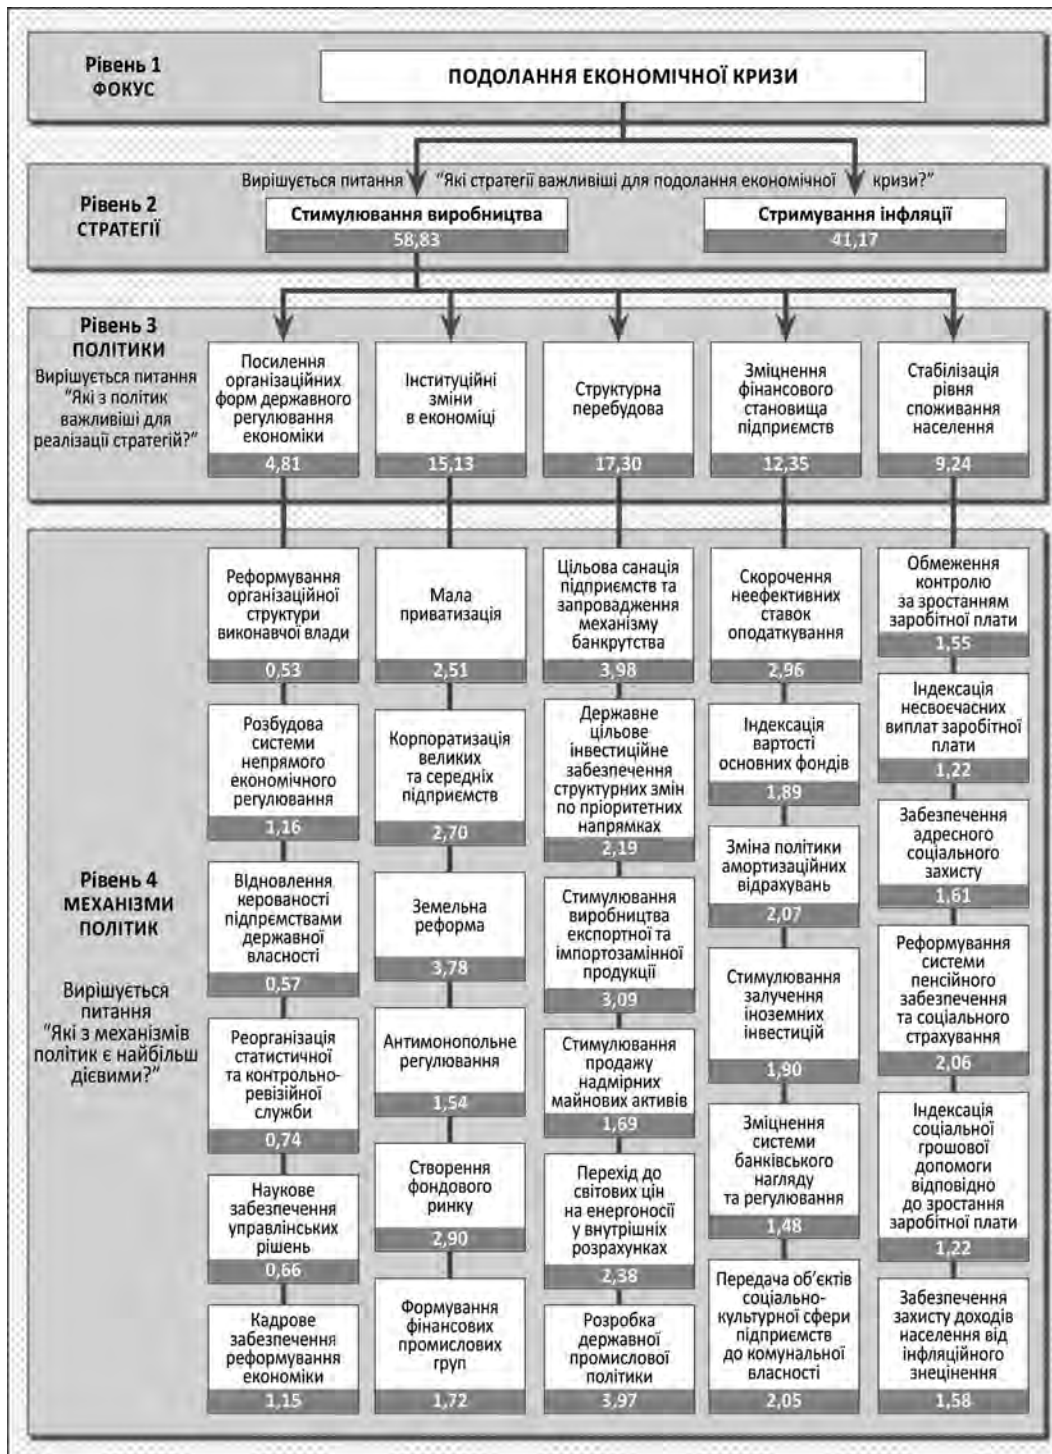 Рівень 1
ФОКУС
ПОДОЛАННЯ ЕКОНОМІЧНОЇ КРИЗИ
Рівень 2
СТРАТЕГІЇ
Вирішується питання "Які стратегії важливіші для подолання економічної кризи?"
Стимулювання виробництва
58,83
Стримування інфляції
41,17
Рівень 3
ПОЛІТИКИ
Вирішується питання
"Які з політик
важливіші для
реалізації стратегій?"
Посилення
організаційних
форм державного
регулювання
економіки
4,81
Інституційні
зміни
в економіці
15,13
Структурна
перебудова
17,30
Зміцнення
фінансового
становища
підприємств
12,35
Стабілізація
рівня
споживання
населення
9,24
Рівень 4
МЕХАНІЗМИ
ПОЛІТИК
Вирішується
питання
"Які з механізмів
політик є найбільш
дієвими?"
Реформування
організаційної
структури
виконавчої влади
0,53
Розбудова
системи
непрямого
економічного
регулювання
1,16
Відновлення
керованості
підприємствами
державної
власності
0,57
Реорганізація
статистичної
та контрольно-
ревізійної
служби
0,74
Наукове
забезпечення
управлінських
рішень
0,66
Кадрове
забезпечення
реформування
економіки
1,15
Мала
приватизація
2,51
Корпоратизація
великих
та середніх
підприємств
2,70
Земельна
реформа
3,78
Антимонопольне
регулювання
1,54
Створення
фондового
ринку
2,90
Формування
фінансових
промислових
груп
1,72
Цільова санація
підприємств та
запровадження
механізму
банкрутства
3,98
Державне
цільове
інвестиційне
забезпечення
структурних змін
по пріоритетних
напрямках
2,19
Стимулювання
виробництва
експортної та
імпортозамінної
продукції
3,09
Стимулювання
продажу
надмірних
майнових активів
1,69
Перехід до
світових цін
на енергоносії
у внутрішніх
розрахунках
2,38
Розробка
державної
промислової
політики
3,97
Скорочення
неефективних
ставок
оподаткування
2,96
Індексація
вартості
основних фондів
1,89
Зміна політики
амортизаційних
відрахувань
2,07
Стимулювання
залучення
іноземних
інвестицій
1,90
Зміцнення
системи
банківського
нагляду
та регулювання
1,48
Передача об’єктів
соціально-
культурної сфери
підприємств
до комунальної
власності
2,05
Обмеження
контролю
за зростанням
заробітної плати
1,55
Індексація
несвоєчасних
виплат заробітної
плати
1,22
Забезпечення
адресного
соціального
захисту
1,61
Реформування
системи
пенсійного
забезпечення
та соціального
страхування
2,06
Індексація
соціальної
грошової
допомоги
відповідно
до зростання
заробітної плати
1,22
Забезпечення
захисту доходів
населення від
інфляційного
знецінення
1,58